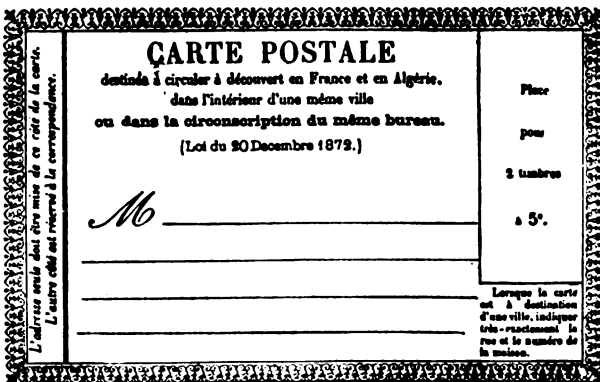 L'adresse seule doit être mise de ce côté de la carte.
L'autre côté est réservé à la correspondance.
CARTE POSTALE
destinée à circuler à découvert en France et en Algérie,
dans l'intérieur d'une même ville
ou dans la circonscription du même bureau.
(Loi du 20 Decembre 1872.)
M
Place
pour
2 timbres
à 5c.
Lorsque la carte
est à destination
d'une ville, indiquer
très-exactement la
rue et le numéro de
la maison.